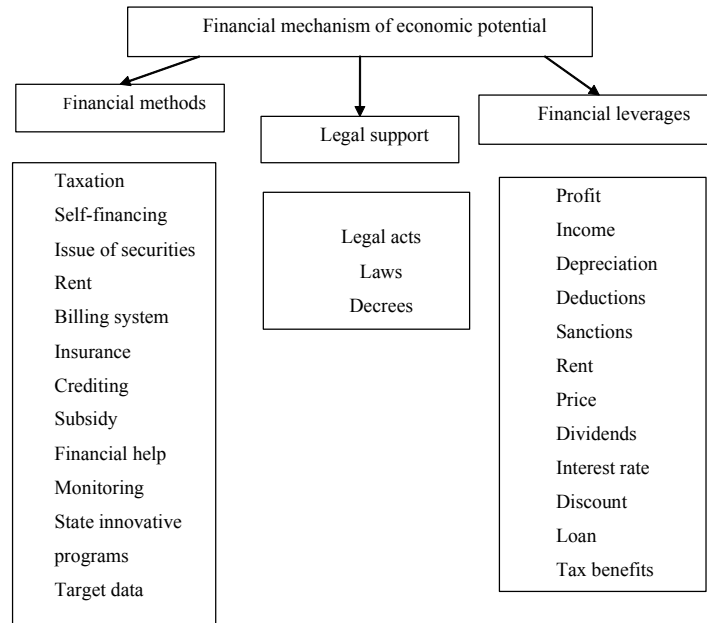 Financial mechanism of economic potential
Financial methods
Legal support
Financial leverages
Taxation
Self-financing
Issue of securities
Rent
Billing system
Insurance
Crediting
Subsidy
Financial help
Monitoring
State innovative
programs
Target data
Legal acts
Laws
Decrees
Profit
Income
Depreciation
Deductions
Sanctions
Rent
Price
Dividends
Interest rate
Discount
Loan
Tax benefits